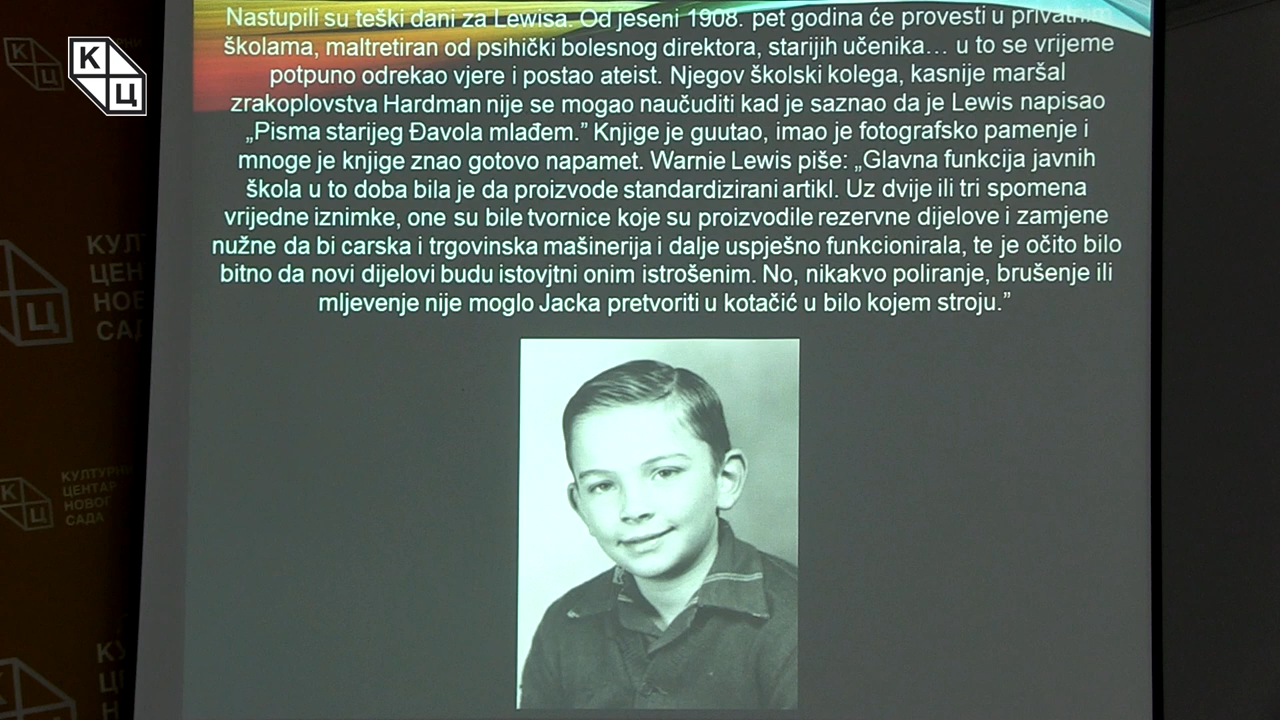 Nastupili su teški dani za Lewisa. Od jeseni 1908. pet godina će provesti u privatnim
školama, maltretiran od psihički bolesnog direktora, starijih učenika… u to se vrijeme
potpuno odrekao vjere i postao ateist. Njegov školski kolega, kasnije maršal
zrakoplovstva Hardman nije se mogao naučuditi kad je saznao da je Lewis napisao
„Pisma starijeg Đavola mlađem.” Knjige je guutao, imao je fotografsko pamenje i
mnoge je knjige znao gotovo napamet. Warnie Lewis piše: „Glavna funkcija javnih
škola u to doba bila je da proizvode standardizirani artikl. Uz dvije ili tri spomena
vrijedne iznimke, one su bile tvornice koje su proizvodile rezervne dijelove i zamjene
nužne da bi carska i trgovinska mašinerija i dalje uspješno funkcionirala, te je očito bilo
bitno da novi dijelovi budu istovjtni onim istrošenim. No, nikakvo poliranje, brušenje ili
mljevenje nije moglo Jacka pretvoriti u kotačić u bilo kojem stroju.”
К
Ц
К
Ц
КУЛТ
ЦЕН
НОВ
САД
Ц
КУЛТУРНИ
ЦЕНТАР
НОВОГ
САДА
К
Ц
Ц